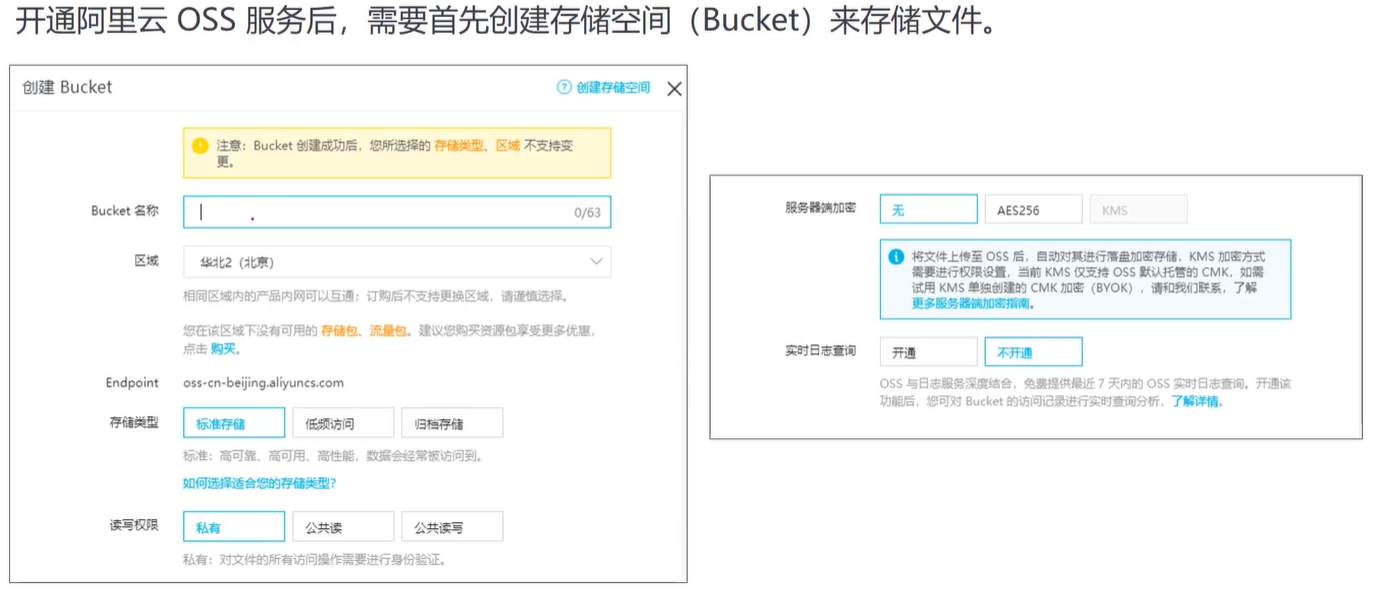 开通阿里云 OSS 服务后，需要首先创建存储空间（Bucket）来存储文件。
创建 Bucket
? 创建存储空间
注意：Bucket 创建成功后，您所选择的 存储类型、区域 不支持变
更。
Bucket 名称
0/63
区域
华北2（北京）
相同区域内的产品内网可以互通；订购后不支持更换区域，请谨慎选择。
您在该区域下没有可用的 存储包、流量包。建议您购买资源包享受更多优惠，
点击 购买。
Endpoint
oss-cn-beijing.aliyuncs.com
存储类型
标准存储
低频访问
归档存储
标准：高可靠、高可用、高性能，数据会经常被访问到。
如何选择适合您的存储类型？
读写权限
私有
公共读
公共读写
私有：对文件的所有访问操作需要进行身份验证。
服务器端加密
无
AES256
KMS
将文件上传至 OSS 后，自动对其进行落盘加密存储，KMS 加密方式
需要进行权限设置，当前 KMS 仅支持 OSS 默认托管的 CMK，如需
试用 KMS 单独创建的 CMK 加密（BYOK），请和我们联系，了解
更多服务器端加密指南。
实时日志查询
开通
不开通
OSS 与日志服务深度结合，免费提供最近 7 天内的 OSS 实时日志查询。开通该
功能后，您可对 Bucket 的访问记录进行实时查询分析，了解详情。